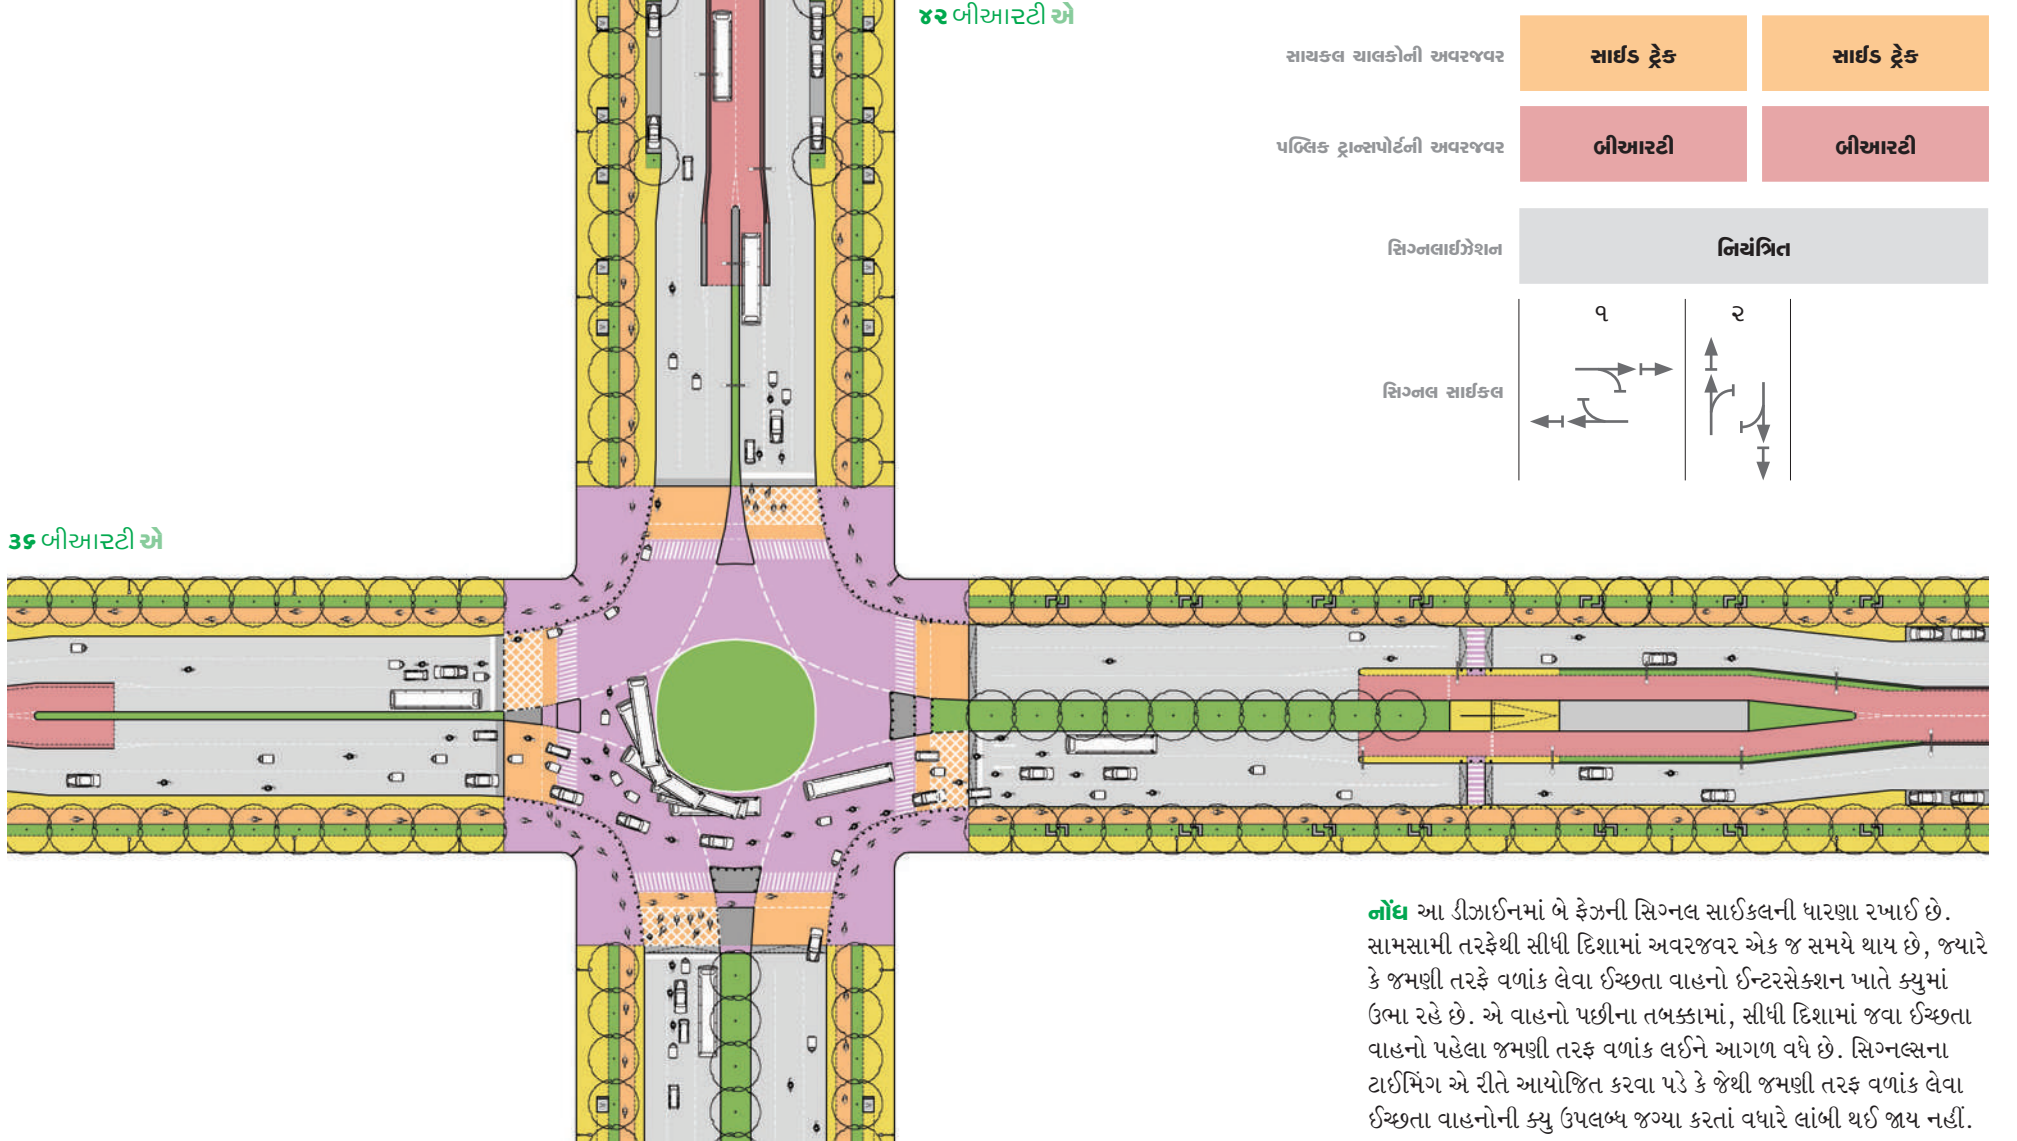 ૪૨ બીઆરટી એ
સાયકલ ચાલકોની અવરજવર સાઈડ ટ્રેક સાઈડ ટ્રેક
પબ્લિક ટ્રાન્સપોર્ટની અવરજવર બીઆરટી બીઆરટી
સિગ્નલાઈઝેશન નિયંત્રિત
૧ ૨
સિગ્નલ સાઈકલ
૩૬ બીઆરટી એ
નોંધ આ ડીઝાઈનમાં બે ફેઝની સિગ્નલ સાઈકલની ધારણા રખાઈ છે.
સામસામી તરફેથી સીધી દિશામાં અવરજવર એક જ સમયે થાય છે, જ્યારે
કે જમણી તરફે વળાંક લેવા ઈચ્છતા વાહનો ઈન્ટરસેક્શન ખાતે ક્યુમાં
ઉભા રહે છે. એ વાહનો પછીના તબક્કામાં, સીધી દિશામાં જવા ઈચ્છતા
વાહનો પહેલા જમણી તરફ વળાંક લઈને આગળ વધે છે. સિગ્નલ્સના
ટાઈમિંગ એ રીતે આયોજિત કરવા પડે કે જેથી જમણી તરફ વળાંક લેવા
ઈચ્છતા વાહનોની ક્યુ ઉપલબ્ધ જગ્યા કરતાં વધારે લાંબી થઈ જાય નહીં.